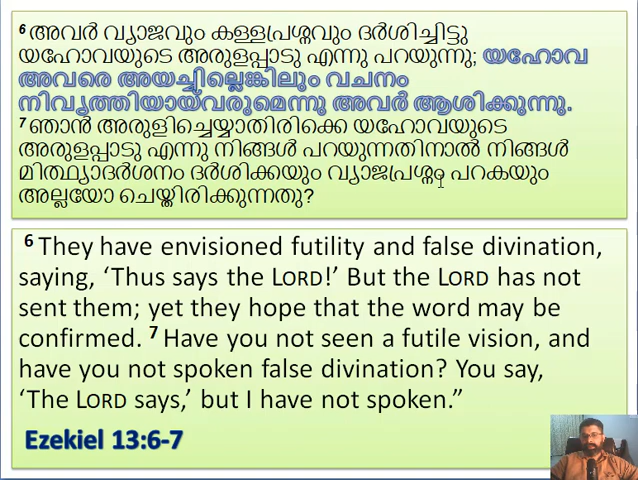 6 അവർ വ്യാജവും കള്ളപ്രശ്നവും ദർശിച്ചിട്ടു
യഹോവയുടെ അരുളപ്പാടു എന്നു പറയുന്നു; യഹോവ
അവരെ അയച്ചില്ലെങ്കിലും വചനം
നിവൃത്തിയായ്‌വരുമെന്നു അവർ ആശിക്കുന്നു.
7 ഞാൻ അരുളിച്ചെയ്യാതിരിക്കെ യഹോവയുടെ
അരുളപ്പാടു എന്നു നിങ്ങൾ പറയുന്നതിനാൽ നിങ്ങൾ
മിത്ഥ്യാദർശനം ദർശിക്കയും വ്യാജപ്രശ്നം പറകയും
അല്ലയോ ചെയ്തിരിക്കുന്നതു?
6 They have envisioned futility and false divination,
saying, ‘Thus says the LORD!’ But the LORD has not
sent them; yet they hope that the word may be
confirmed. 7 Have you not seen a futile vision, and
have you not spoken false divination? You say,
‘The LORD says,’ but I have not spoken.”
Ezekiel 13:6-7